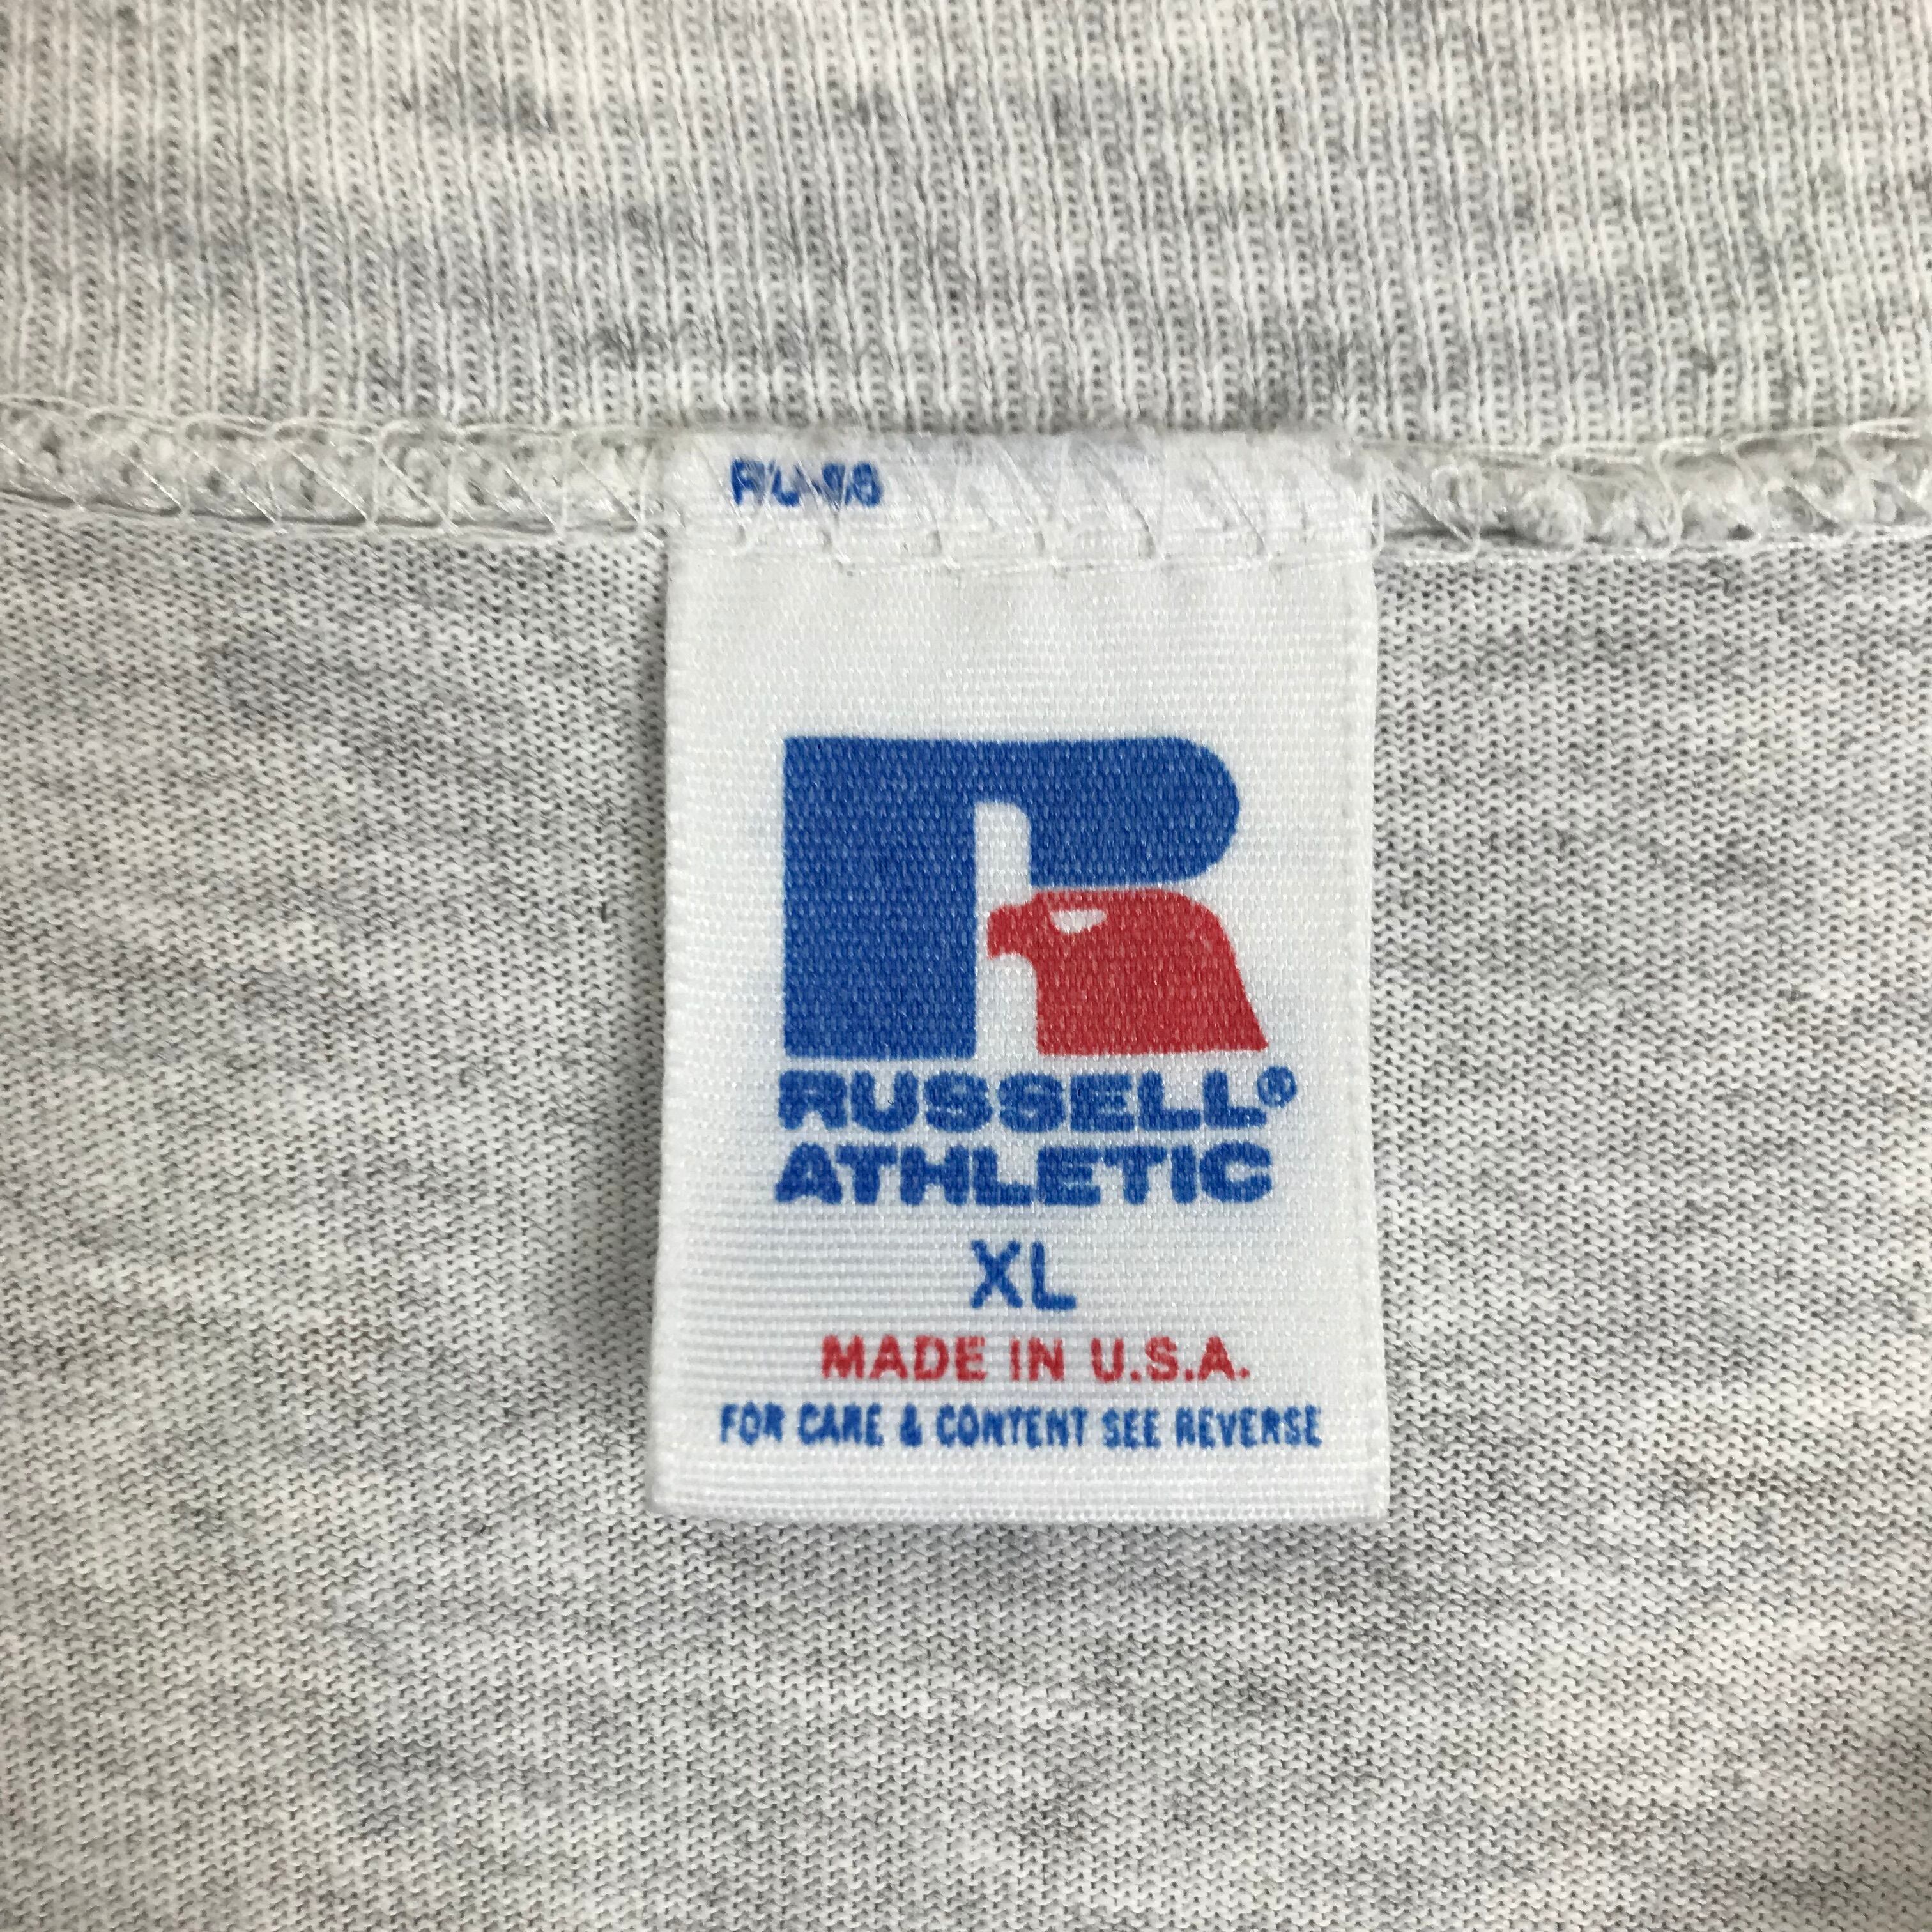 RUSSELL®
ATHLETIC
XL
MADE IN U.S.A.
FOR CARE & CONTENT SEE REVERSE